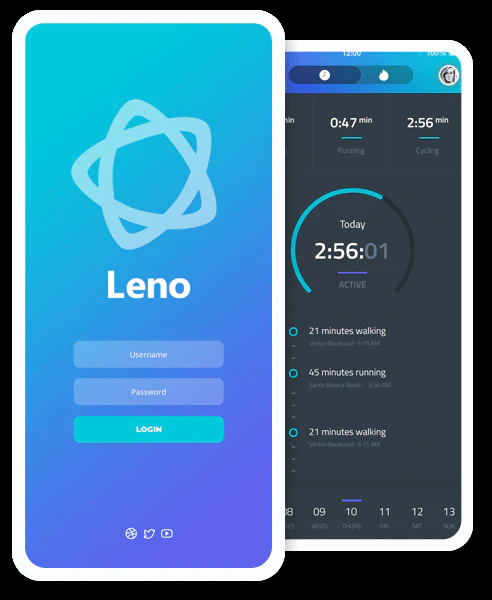 Leno
Username
Password
LOGIN
12:00
100%
min
0:47 min
2:56 min
Running
Cycling
Today
2:56:01
ACTIVE
21 minutes walking
Venice Boulevard · 5:15 AM
45 minutes running
Santa Monica Beach · 5:36 PM
21 minutes walking
Venice Boulevard · 5:15 AM
08 09 10 11 12 13
WEDS THURS FRI SAT SUN